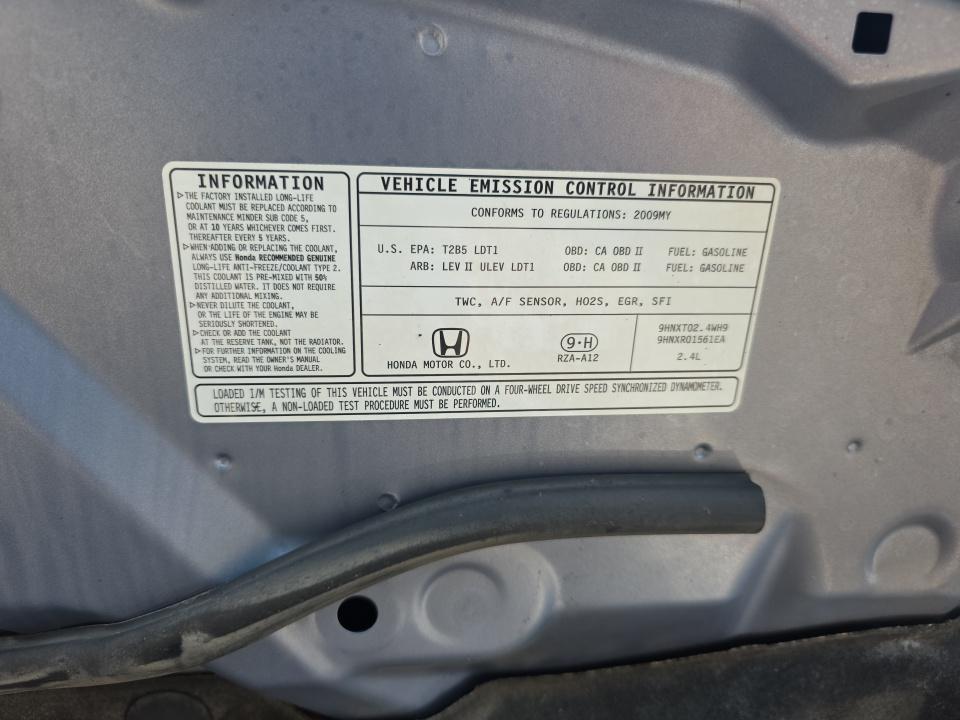 INFORMATION
▷THE FACTORY INSTALLED LONG-LIFE
COOLANT MUST BE REPLACED ACCORDING TO
MAINTENANCE MINDER SUB CODE 5,
OR AT 10 YEARS WHICHEVER COMES FIRST.
THEREAFTER EVERY 5 YEARS.
▷WHEN ADDING OR REPLACING THE COOLANT,
ALWAYS USE Honda RECOMMENDED GENUINE
LONG-LIFE ANTI-FREEZE/COOLANT TYPE 2.
THIS COOLANT IS PRE-MIXED WITH 50%
DISTILLED WATER. IT DOES NOT REQUIRE
ANY ADDITIONAL MIXING.
▷NEVER DILUTE THE COOLANT,
OR THE LIFE OF THE ENGINE MAY BE
SERIOUSLY SHORTENED.
▷CHECK OR ADD THE COOLANT
AT THE RESERVE TANK, NOT THE RADIATOR.
▷FOR FURTHER INFORMATION ON THE COOLING
SYSTEM, READ THE OWNER'S MANUAL
OR CHECK WITH YOUR Honda DEALER.
VEHICLE EMISSION CONTROL INFORMATION
CONFORMS TO REGULATIONS: 2009MY
U.S. EPA: T2B5 LDT1 OBD: CA OBD II FUEL: GASOLINE
ARB: LEV II ULEV LDT1 OBD: CA OBD II FUEL: GASOLINE
TWC, A/F SENSOR, HO2S, EGR, SFI
HONDA MOTOR CO., LTD.
9·H
RZA-A12
9HNXT02.4WH9
9HNXR0156IEA
2.4L
LOADED I/M TESTING OF THIS VEHICLE MUST BE CONDUCTED ON A FOUR-WHEEL DRIVE SPEED SYNCHRONIZED DYNAMOMETER.
OTHERWISE, A NON-LOADED TEST PROCEDURE MUST BE PERFORMED.